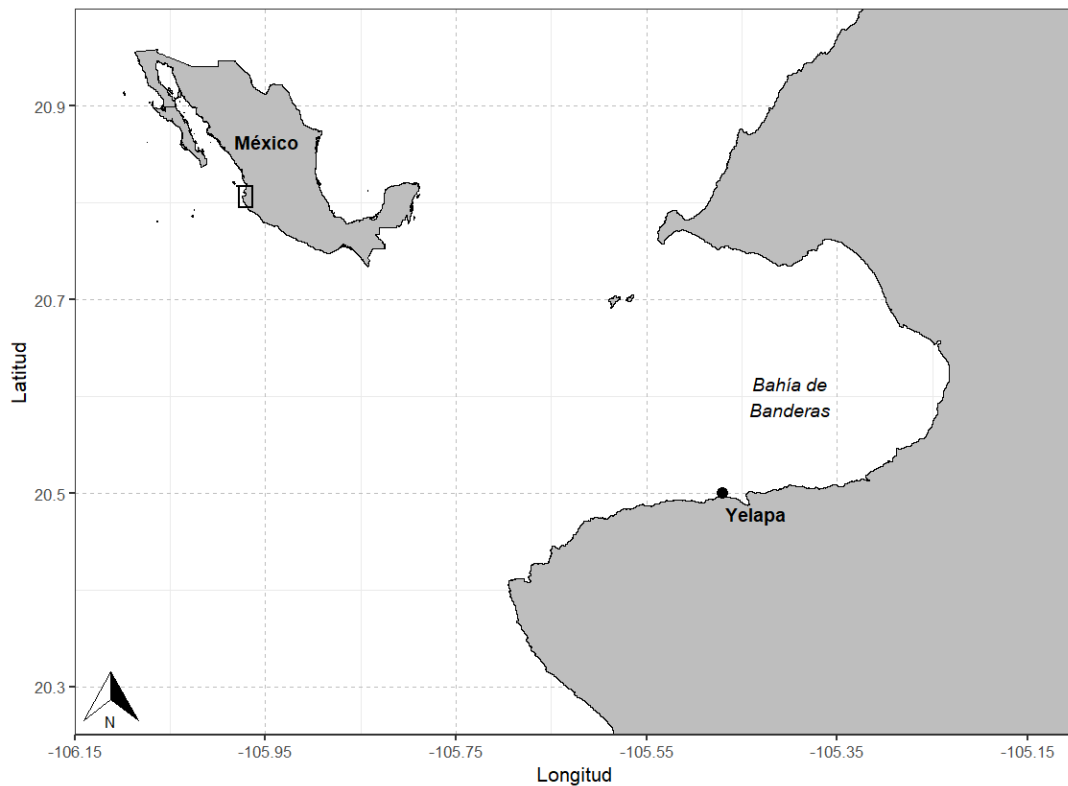 México
20.9
20.7
Bahía de
Banderas
20.5
Yelapa
20.3
N
-106.15 -105.95 -105.75 -105.55 -105.35 -105.15
Longitud
Latitud